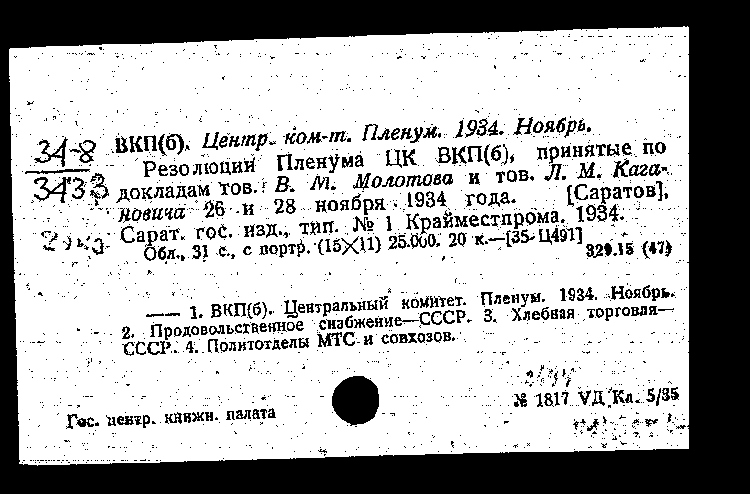 34-8
3433
2 экз
ВКП(б). Центр. ком-т. Пленум. 1934. Ноябрь.
Резолюции Пленума ЦК ВКП(б), принятые по
докладам тов. В. М. Молотова и тов. Л. М. Кага-
новича 26 и 28 ноября 1934 года. [Саратов],
Сарат. гос. изд., тип. № 1 Крайместпрома. 1934.
Обл., 31 с., с портр. (15×11) 25.000. 20 к.—[35-Ц491]
329.15 (47)
—— 1. ВКП(б). Центральный комитет. Пленум. 1934. Ноябрь.
2. Продовольственное снабжение—СССР. 3. Хлебная торговля—
СССР. 4. Политотделы МТС и совхозов.
№ 1817 УД Кл. 5/35
Гос. центр. книжн. палата